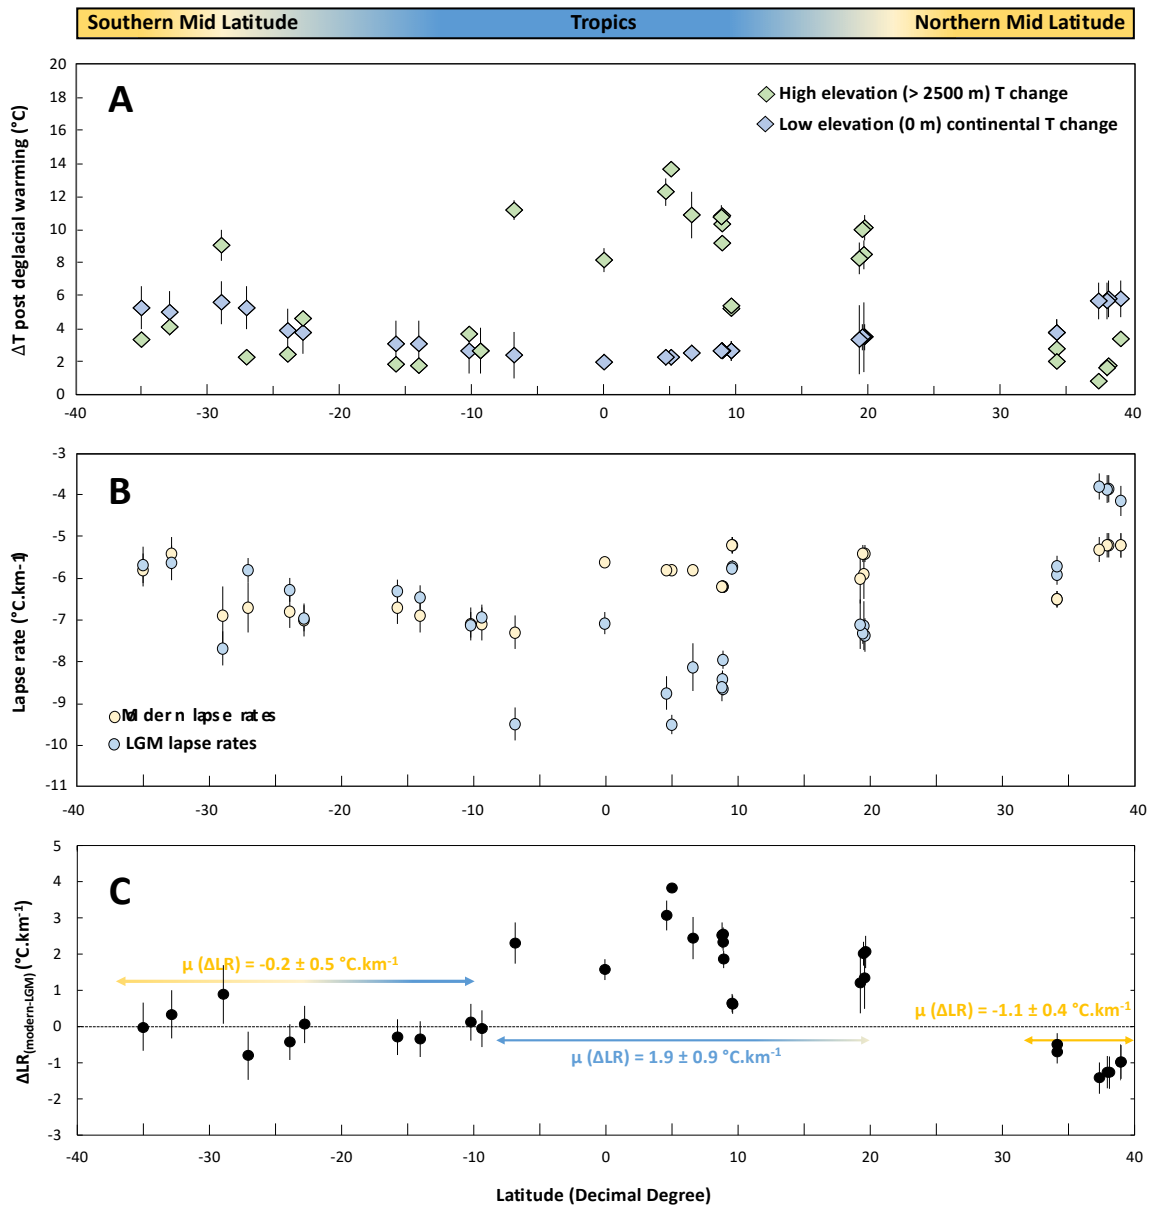 Southern Mid Latitude Tropics Northern Mid Latitude
A
High elevation (> 2500 m) T change
Low elevation (0 m) continental T change
ΔT post deglacial warming (°C)
20
18
16
14
12
10
8
6
4
2
0
-40 -30 -20 -10 0 10 20 30 40
B
Lapse rate (°C.km-1)
-3
-4
-5
-6
-7
-8
-9
-10
-11
Modern lapse rates
LGM lapse rates
-40 -30 -20 -10 0 10 20 30 40
C
ΔLR(modern-LGM) (°C.km-1)
5
4
3
2
1
0
-1
-2
-3
μ (ΔLR) = -0.2 ± 0.5 °C.km-1
μ (ΔLR) = 1.9 ± 0.9 °C.km-1
μ (ΔLR) = -1.1 ± 0.4 °C.km-1
-40 -30 -20 -10 0 10 20 30 40
Latitude (Decimal Degree)